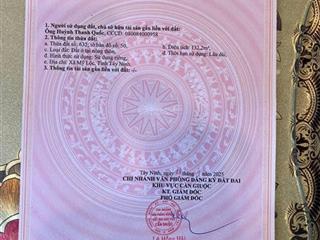 1. Người sử dụng đất, chủ sở hữu tài sản gắn liền với đất:
Ông Huỳnh Thanh Quốc, CCCD: 080084000958
2. Thông tin thửa đất:
a. Thửa đất số: 632; tờ bản đồ số: 50, b. Diện tích: 132,2m²,
c. Loại đất: Đất ở tại nông thôn, d. Thời hạn sử dụng: Lâu dài,
đ. Hình thức sử dụng: Sử dụng riêng,
e. Địa chỉ: Xã Mỹ Lộc, Tỉnh Tây Ninh.
3. Thông tin tài sản gắn liền với đất: -/-
Tây Ninh, ngày tháng năm 2025
CHI NHÁNH VĂN PHÒNG ĐĂNG KÝ ĐẤT ĐAI
KHU VỰC CẦN GIUỘC
KT. GIÁM ĐỐC
PHÓ GIÁM ĐỐC